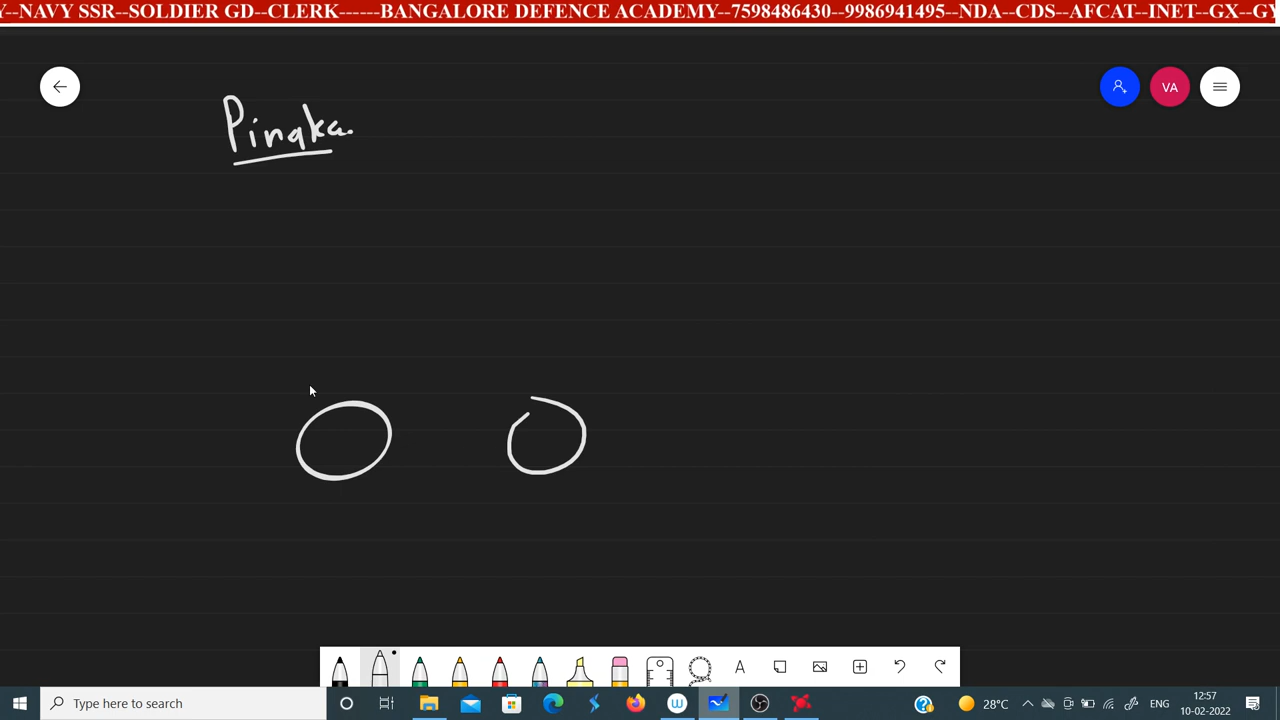 Y--NAVY SSR--SOLDIER GD--CLERK------BANGALORE DEFENCE ACADEMY--7598486430--9986941495--NDA--CDS--AFCAT--INET--GX--GY
VA
Pinaka.
A
Type here to search
28°C
ENG
12:57
10-02-2022